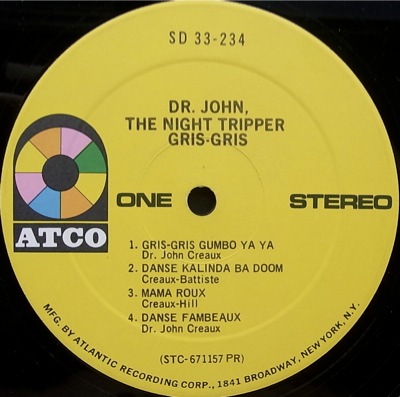 SD 33-234
DR. JOHN,
THE NIGHT TRIPPER
GRIS-GRIS
ATCO
ONE
STEREO
1. GRIS-GRIS GUMBO YA YA
Dr. John Creaux
2. DANSE KALINDA BA DOOM
Creaux-Battiste
3. MAMA ROUX
Creaux-Hill
4. DANSE FAMBEAUX
Dr. John Creaux
(STC-671157 PR)
MFG. BY ATLANTIC RECORDING CORP., 1841 BROADWAY, NEW YORK, N.Y.